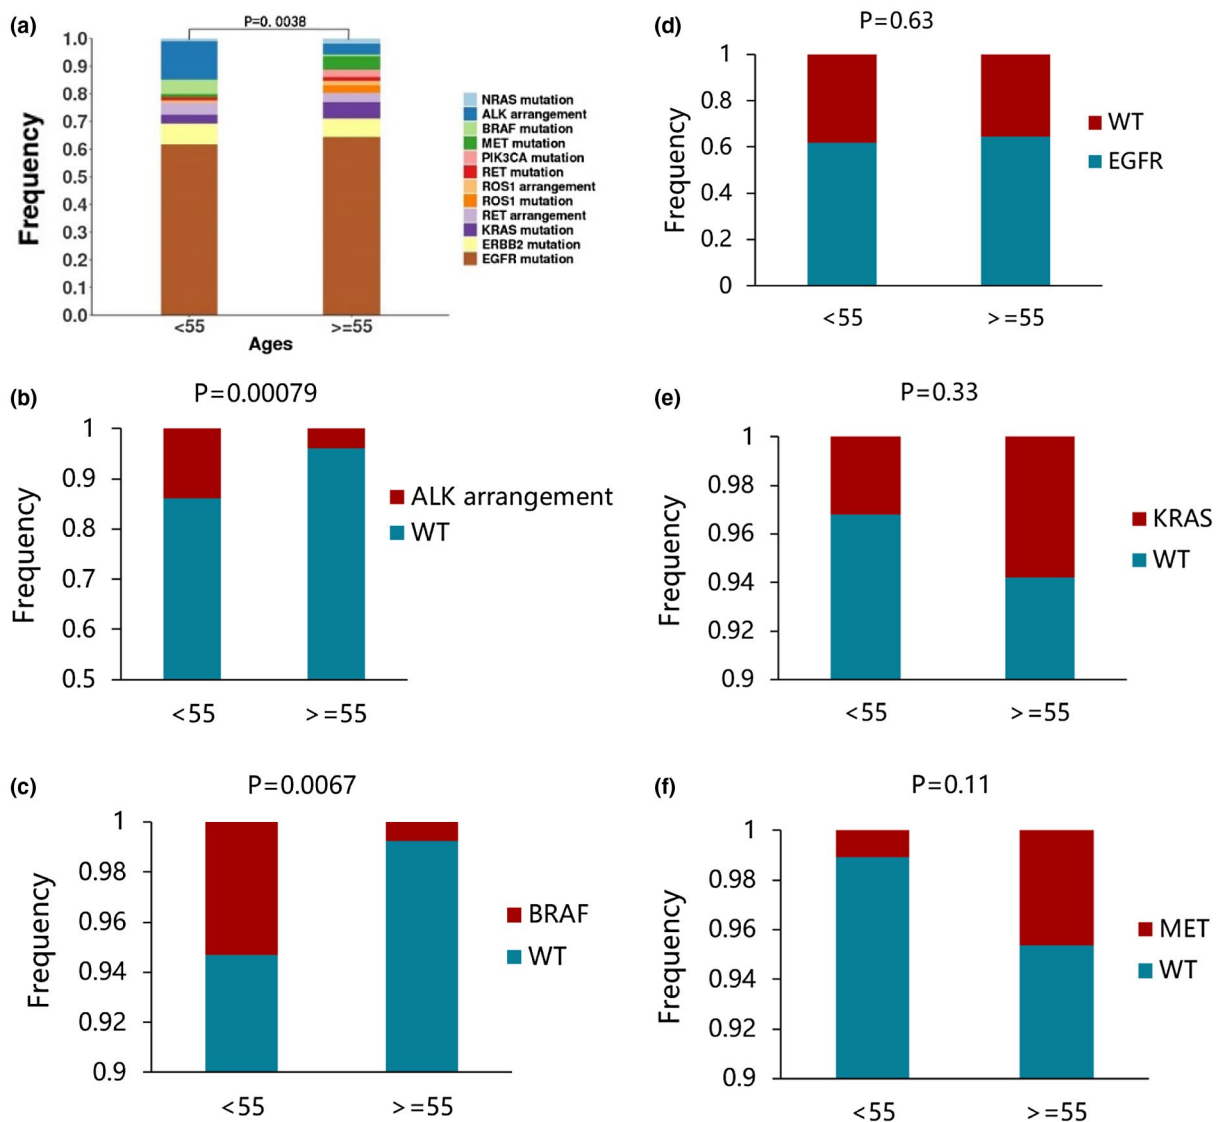 (a)
P=0.0038
Frequency
1.0
0.9
0.8
0.7
0.6
0.5
0.4
0.3
0.2
0.1
0.0
<55
>=55
Ages
NRAS mutation
ALK arrangement
BRAF mutation
MET mutation
PIK3CA mutation
RET mutation
ROS1 arrangement
ROS1 mutation
RET arrangement
KRAS mutation
ERBB2 mutation
EGFR mutation
(b)
P=0.00079
Frequency
1
0.9
0.8
0.7
0.6
0.5
<55
>=55
ALK arrangement
WT
(c)
P=0.0067
Frequency
1
0.98
0.96
0.94
0.92
0.9
<55
>=55
BRAF
WT
(d)
P=0.63
Frequency
1
0.8
0.6
0.4
0.2
0
<55
>=55
WT
EGFR
(e)
P=0.33
Frequency
1
0.98
0.96
0.94
0.92
0.9
<55
>=55
KRAS
WT
(f)
P=0.11
Frequency
1
0.98
0.96
0.94
0.92
0.9
<55
>=55
MET
WT